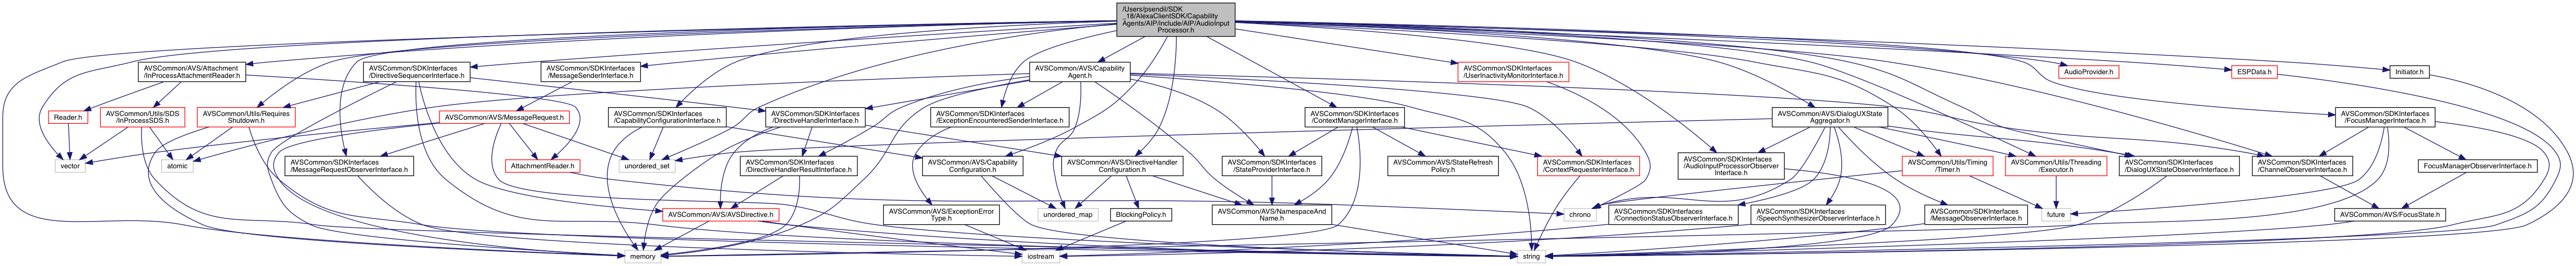 /Users/psendil/SDK
_18/AlexaClientSDK/Capability
Agents/AIP/include/AIP/AudioInput
Processor.h
AVSCommon/AVS/Attachment
/InProcessAttachmentReader.h
AVSCommon/SDKInterfaces
/DirectiveSequencerInterface.h
AVSCommon/SDKInterfaces
/MessageSenderInterface.h
AVSCommon/AVS/Capability
Agent.h
AVSCommon/SDKInterfaces
/UserInactivityMonitorInterface.h
AudioProvider.h
ESPData.h
Initiator.h
Reader.h
AVSCommon/Utils/SDS
/InProcessSDS.h
AVSCommon/Utils/Requires
Shutdown.h
AVSCommon/AVS/MessageRequest.h
AVSCommon/SDKInterfaces
/CapabilityConfigurationInterface.h
AVSCommon/SDKInterfaces
/DirectiveHandlerInterface.h
AVSCommon/SDKInterfaces
/ExceptionEncounteredSenderInterface.h
AVSCommon/SDKInterfaces
/ContextManagerInterface.h
AVSCommon/AVS/DialogUXState
Aggregator.h
AVSCommon/SDKInterfaces
/FocusManagerInterface.h
vector
atomic
AVSCommon/SDKInterfaces
/MessageRequestObserverInterface.h
AttachmentReader.h
unordered_set
AVSCommon/SDKInterfaces
/DirectiveHandlerResultInterface.h
AVSCommon/AVS/Capability
Configuration.h
AVSCommon/AVS/DirectiveHandler
Configuration.h
AVSCommon/SDKInterfaces
/StateProviderInterface.h
AVSCommon/AVS/StateRefresh
Policy.h
AVSCommon/SDKInterfaces
/ContextRequesterInterface.h
AVSCommon/SDKInterfaces
/AudioInputProcessorObserver
Interface.h
AVSCommon/Utils/Timing
/Timer.h
AVSCommon/Utils/Threading
/Executor.h
AVSCommon/SDKInterfaces
/DialogUXStateObserverInterface.h
AVSCommon/SDKInterfaces
/ChannelObserverInterface.h
FocusManagerObserverInterface.h
AVSCommon/AVS/AVSDirective.h
AVSCommon/AVS/ExceptionError
Type.h
unordered_map
BlockingPolicy.h
AVSCommon/AVS/NamespaceAnd
Name.h
chrono
AVSCommon/SDKInterfaces
/ConnectionStatusObserverInterface.h
AVSCommon/SDKInterfaces
/SpeechSynthesizerObserverInterface.h
AVSCommon/SDKInterfaces
/MessageObserverInterface.h
future
AVSCommon/AVS/FocusState.h
memory
iostream
string